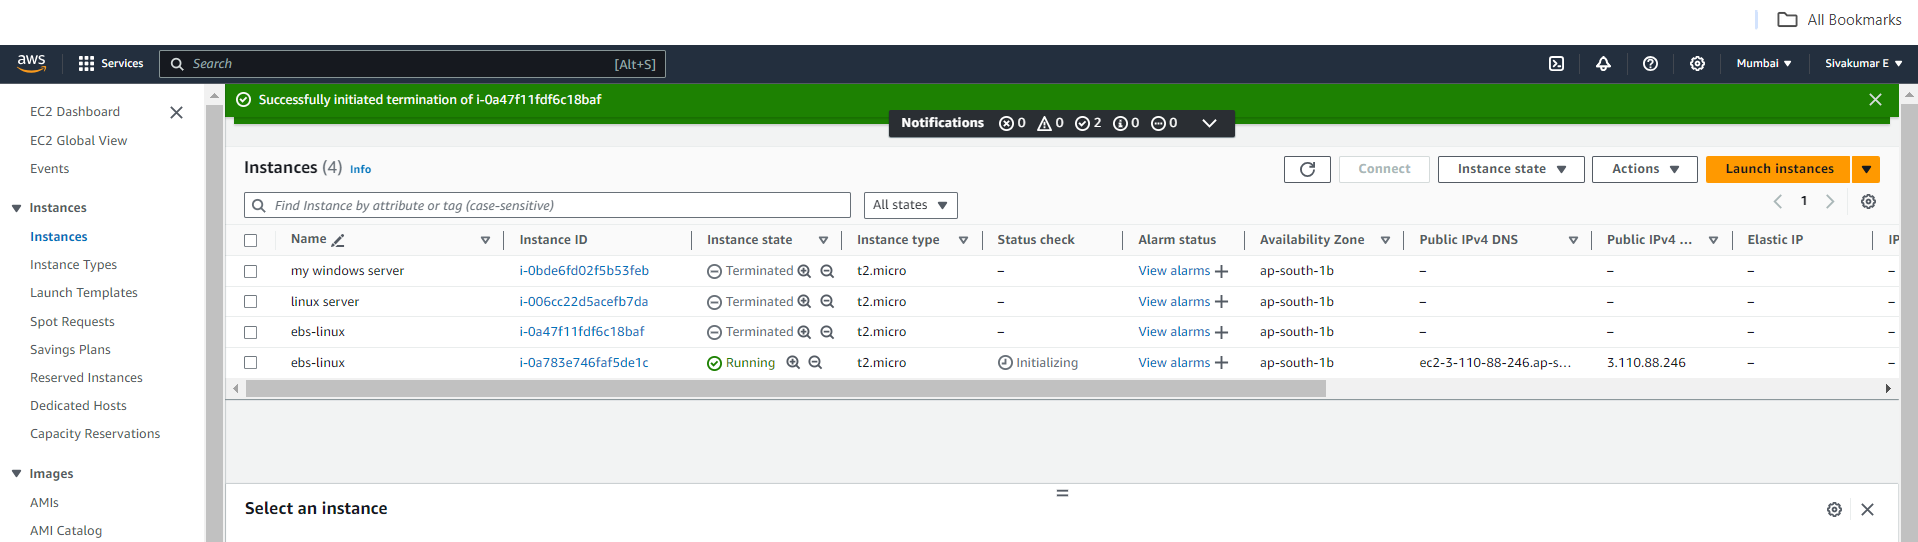 All Bookmarks
aws Services Search [Alt+S] Mumbai Sivakumar E
EC2 Dashboard
EC2 Global View
Events
Instances
Instances
Instance Types
Launch Templates
Spot Requests
Savings Plans
Reserved Instances
Dedicated Hosts
Capacity Reservations
Images
AMIs
AMI Catalog
Successfully initiated termination of i-0a47f11fdf6c18baf
Notifications 0 0 2 0 0
Instances (4) Info Connect Instance state Actions Launch instances
Find Instance by attribute or tag (case-sensitive) All states 1
Name Instance ID Instance state Instance type Status check Alarm status Availability Zone Public IPv4 DNS Public IPv4 ... Elastic IP IP
my windows server i-0bde6fd02f5b53feb Terminated t2.micro – View alarms + ap-south-1b – – – –
linux server i-006cc22d5acefb7da Terminated t2.micro – View alarms + ap-south-1b – – – –
ebs-linux i-0a47f11fdf6c18baf Terminated t2.micro – View alarms + ap-south-1b – – – –
ebs-linux i-0a783e746faf5de1c Running t2.micro Initializing View alarms + ap-south-1b ec2-3-110-88-246.ap-s... 3.110.88.246 – –
Select an instance